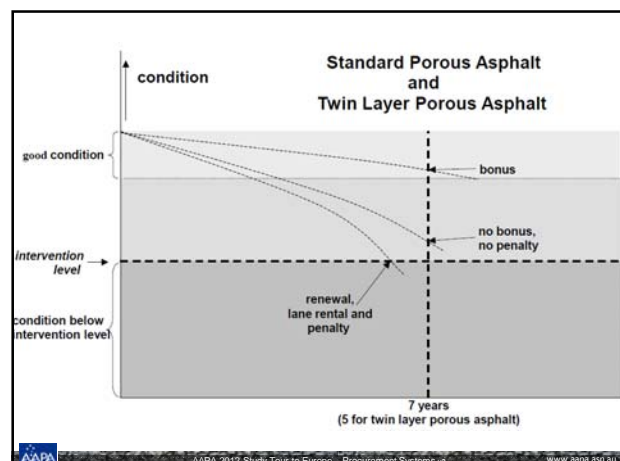 Standard Porous Asphalt
and
Twin Layer Porous Asphalt
condition
good condition
bonus
no bonus,
no penalty
intervention
level
renewal,
lane rental and
penalty
condition below
intervention level
7 years
(5 for twin layer porous asphalt)
AAPA
AAPA 2012 Study Tour to Europe – Procurement Systems
www.aapa.asn.au